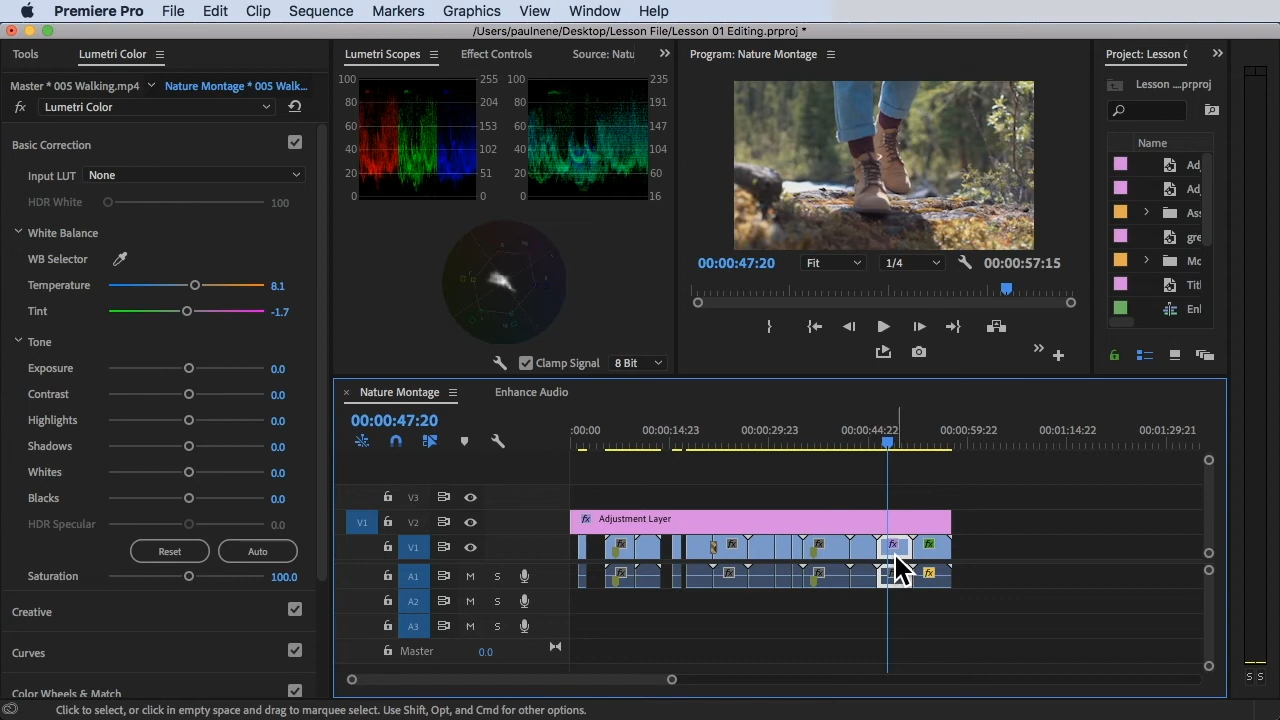 Premiere Pro File Edit Clip Sequence Markers Graphics View Window Help
/Users/paulnene/Desktop/Lesson File/Lesson 01 Editing.prproj *
Tools Lumetri Color
Master * 005 Walking.mp4 Nature Montage * 005 Walk...
fx Lumetri Color
Basic Correction
Input LUT None
HDR White 100
White Balance
WB Selector
Temperature 8.1
Tint -1.7
Tone
Exposure 0.0
Contrast 0.0
Highlights 0.0
Shadows 0.0
Whites 0.0
Blacks 0.0
HDR Specular 0.0
Reset Auto
Saturation 100.0
Creative
Curves
Color Wheels & Match
Lumetri Scopes Effect Controls Source: Natu
100 255 100 235
80 204 80 191
60 153 60 147
40 102 40 104
20 51 20 60
0 0 0 16
Clamp Signal 8 Bit
Program: Nature Montage
00:00:47:20 Fit 1/4 00:00:57:15
Project: Lesson
Lesson ....prproj
Name
Ad
Ad
Ass
gre
Mo
Titl
Enl
× Nature Montage Enhance Audio
00:00:47:20
:00:00 00:00:14:23 00:00:29:23 00:00:44:22 00:00:59:22 00:01:14:22 00:01:29:21
V3
V1 V2 fx Adjustment Layer
V1 fx fx fx fx fx
A1 M S fx fx fx fx
A2 M S
A3 M S
Master 0.0
S S
Click to select, or click in empty space and drag to marquee select. Use Shift, Opt, and Cmd for other options.